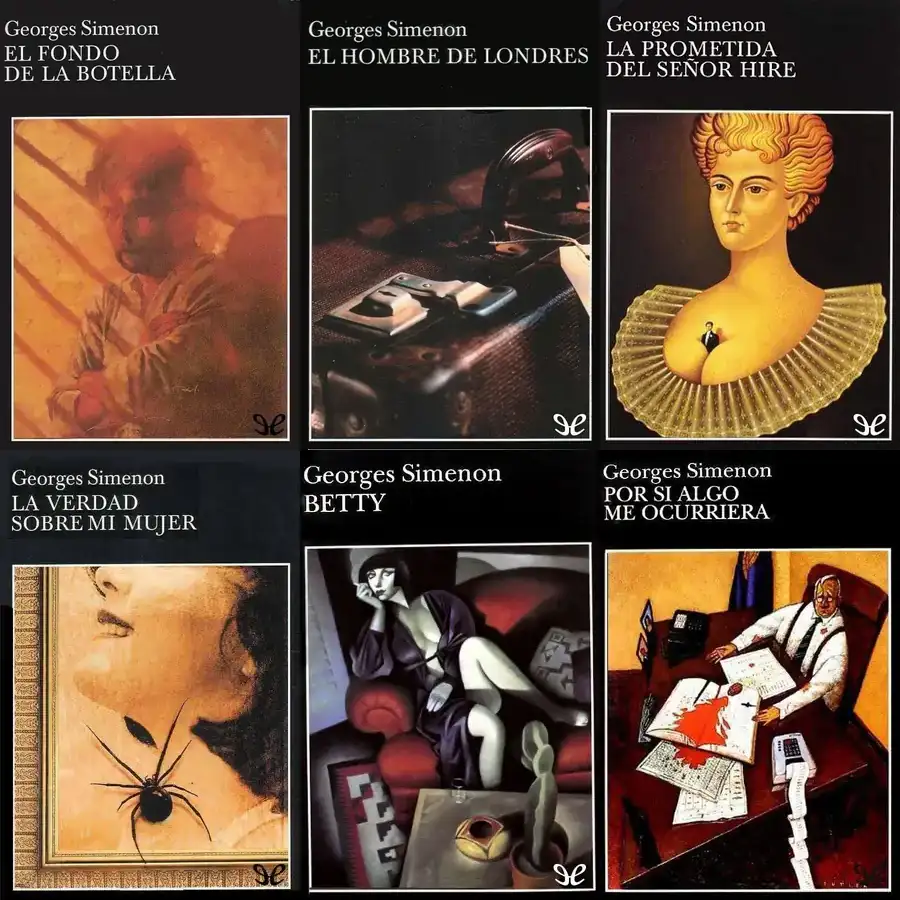 Georges Simenon
EL FONDO
DE LA BOTELLA
Georges Simenon
EL HOMBRE DE LONDRES
Georges Simenon
LA PROMETIDA
DEL SEÑOR HIRE
Georges Simenon
LA VERDAD
SOBRE MI MUJER
Georges Simenon
BETTY
Georges Simenon
POR SI ALGO
ME OCURRIERA